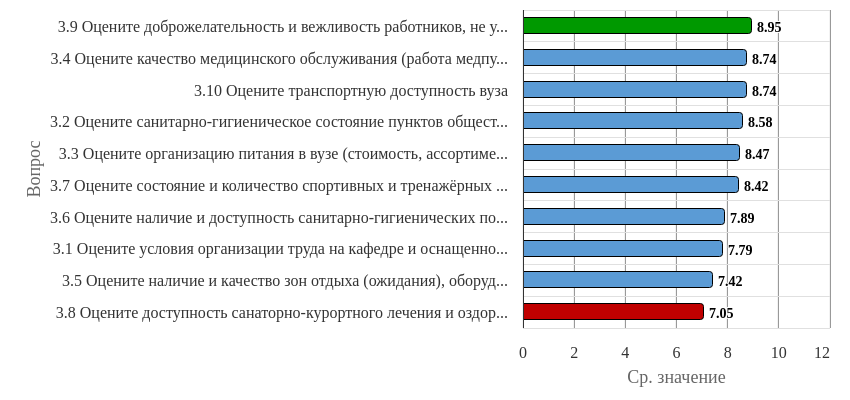 3.9 Оцените доброжелательность и вежливость работников, не у... 8.95
3.4 Оцените качество медицинского обслуживания (работа медпу... 8.74
3.10 Оцените транспортную доступность вуза 8.74
3.2 Оцените санитарно-гигиеническое состояние пунктов общест... 8.58
3.3 Оцените организацию питания в вузе (стоимость, ассортиме... 8.47
3.7 Оцените состояние и количество спортивных и тренажёрных ... 8.42
3.6 Оцените наличие и доступность санитарно-гигиенических по... 7.89
3.1 Оцените условия организации труда на кафедре и оснащенно... 7.79
3.5 Оцените наличие и качество зон отдыха (ожидания), оборуд... 7.42
3.8 Оцените доступность санаторно-курортного лечения и оздор... 7.05
Вопрос
0 2 4 6 8 10 12
Ср. значение